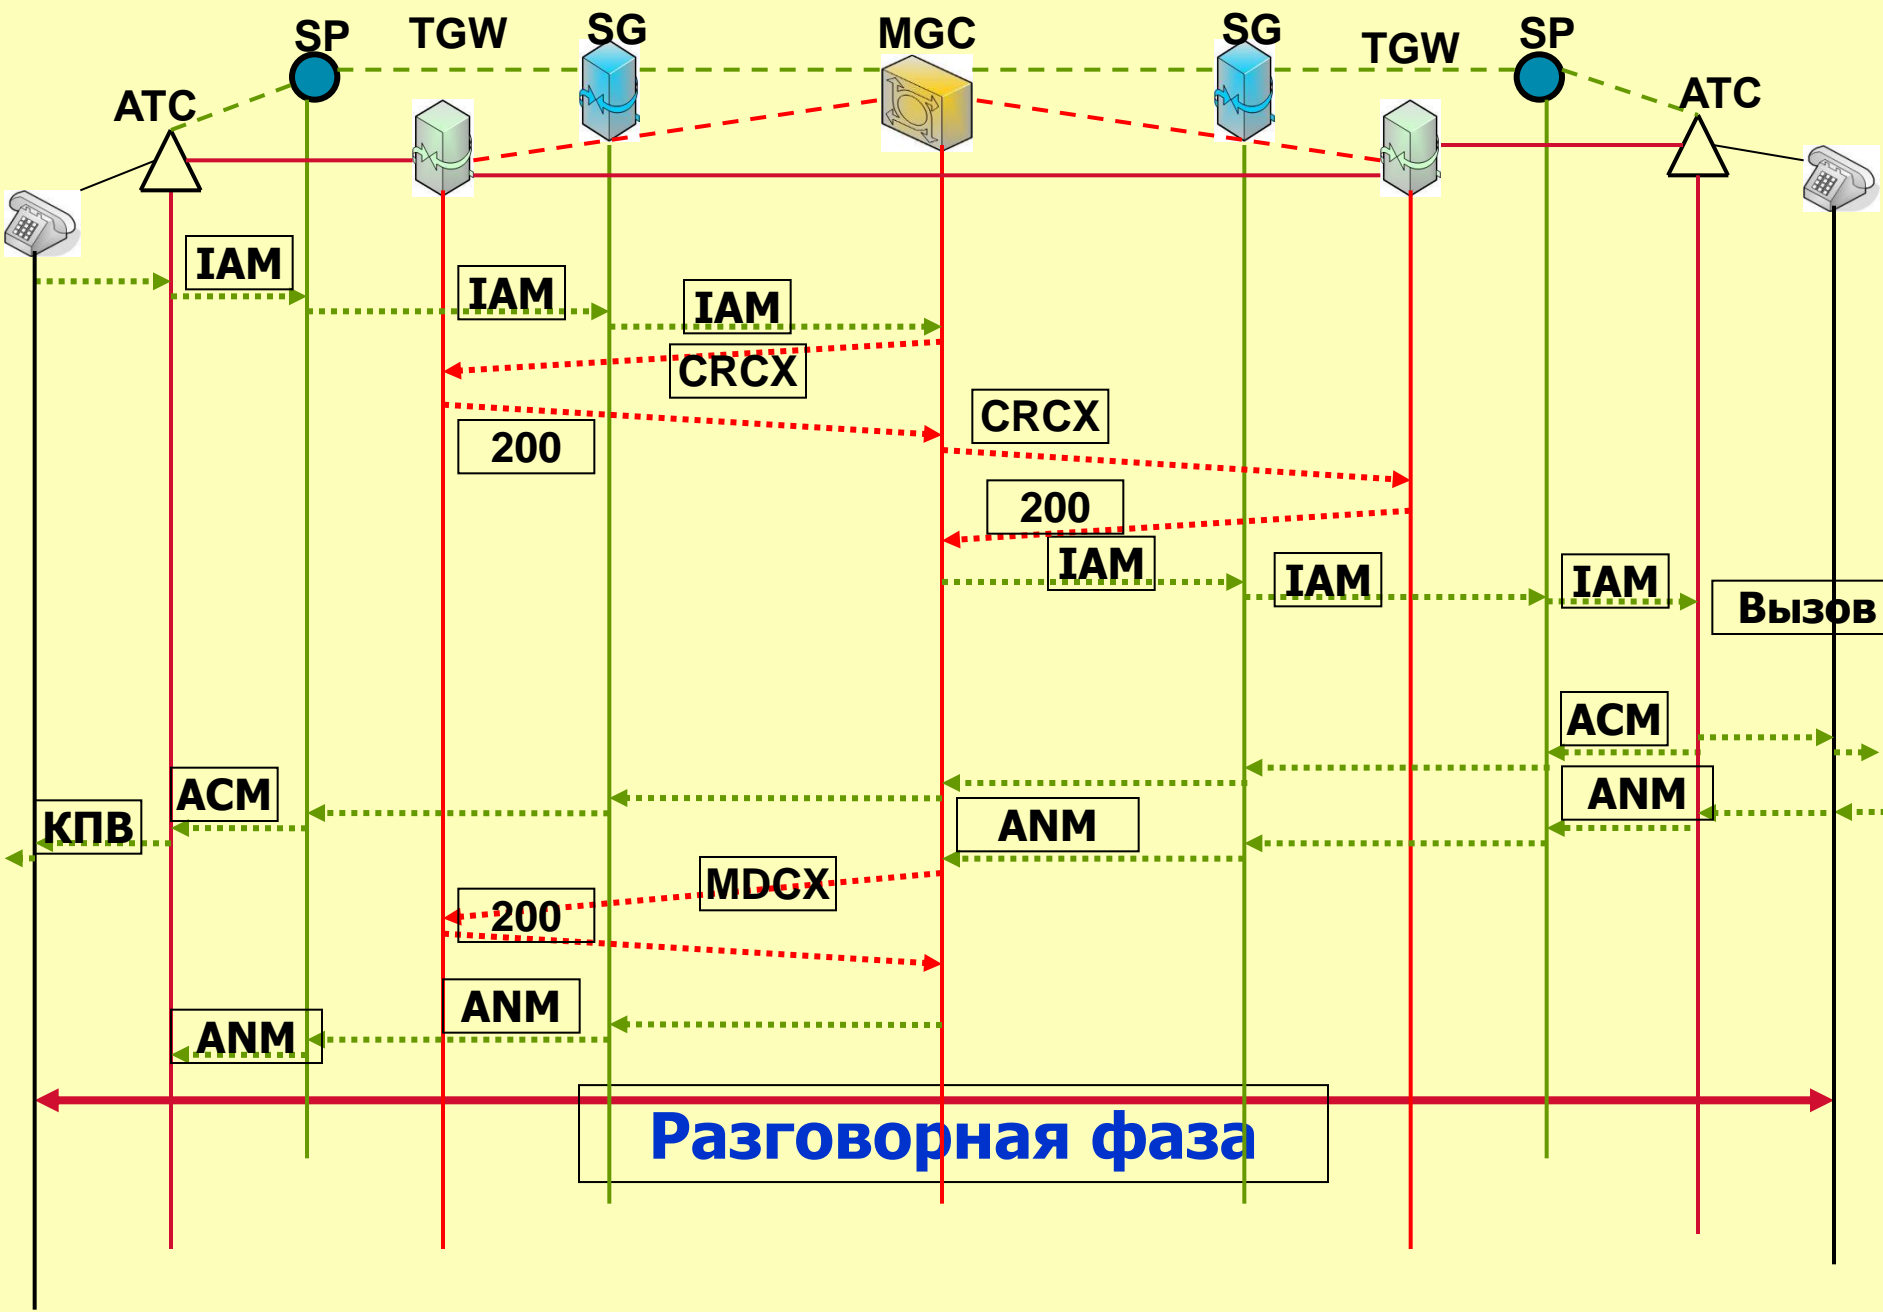 SP
TGW
SG
MGC
SG
TGW
SP
АТС
АТС
IAM
IAM
IAM
CRCX
200
CRCX
200
IAM
IAM
IAM
Вызов
ACM
ACM
ANM
КПВ
ANM
MDCX
200
ANM
ANM
Разговорная фаза